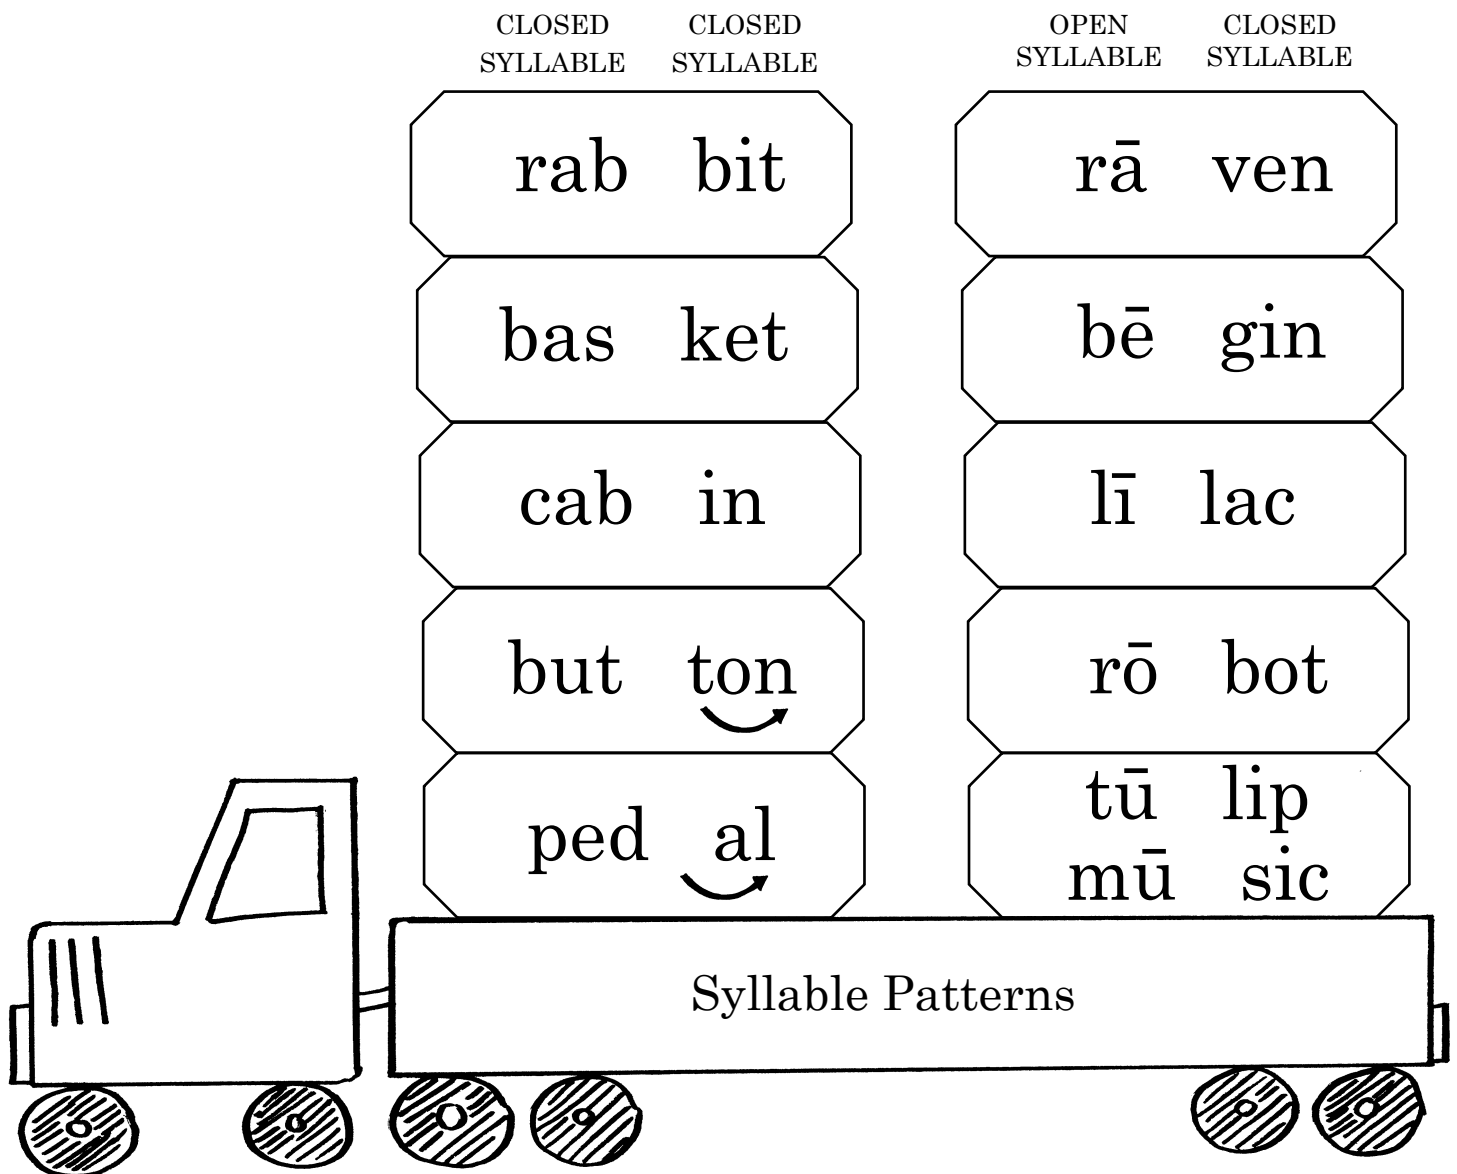 CLOSED SYLLABLE CLOSED SYLLABLE
rab bit
bas ket
cab in
but ton
ped al
OPEN SYLLABLE CLOSED SYLLABLE
rā ven
bē gin
lī lac
rō bot
tū lip
mū sic
Syllable Patterns